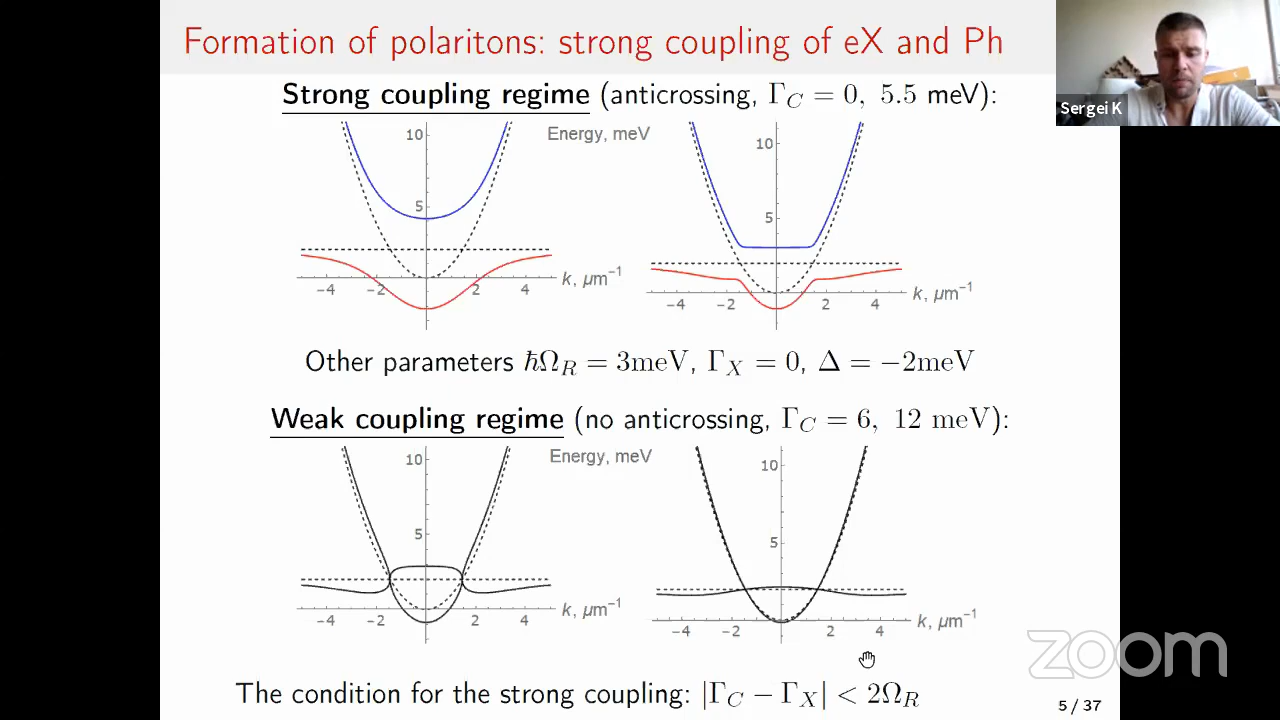 Formation of polaritons: strong coupling of eX and Ph
Sergei K
Strong coupling regime (anticrossing, Γ_C = 0, 5.5 meV):
10
Energy, meV
10
5
5
-4 -2 2 4 k, μm⁻¹
-4 -2 2 4 k, μm⁻¹
Other parameters ℏΩ_R = 3meV, Γ_X = 0, Δ = −2meV
Weak coupling regime (no anticrossing, Γ_C = 6, 12 meV):
10
Energy, meV
10
5
5
-4 -2 2 4 k, μm⁻¹
-4 -2 2 4 k, μm⁻¹
zoom
The condition for the strong coupling: |Γ_C − Γ_X| < 2Ω_R
5 / 37